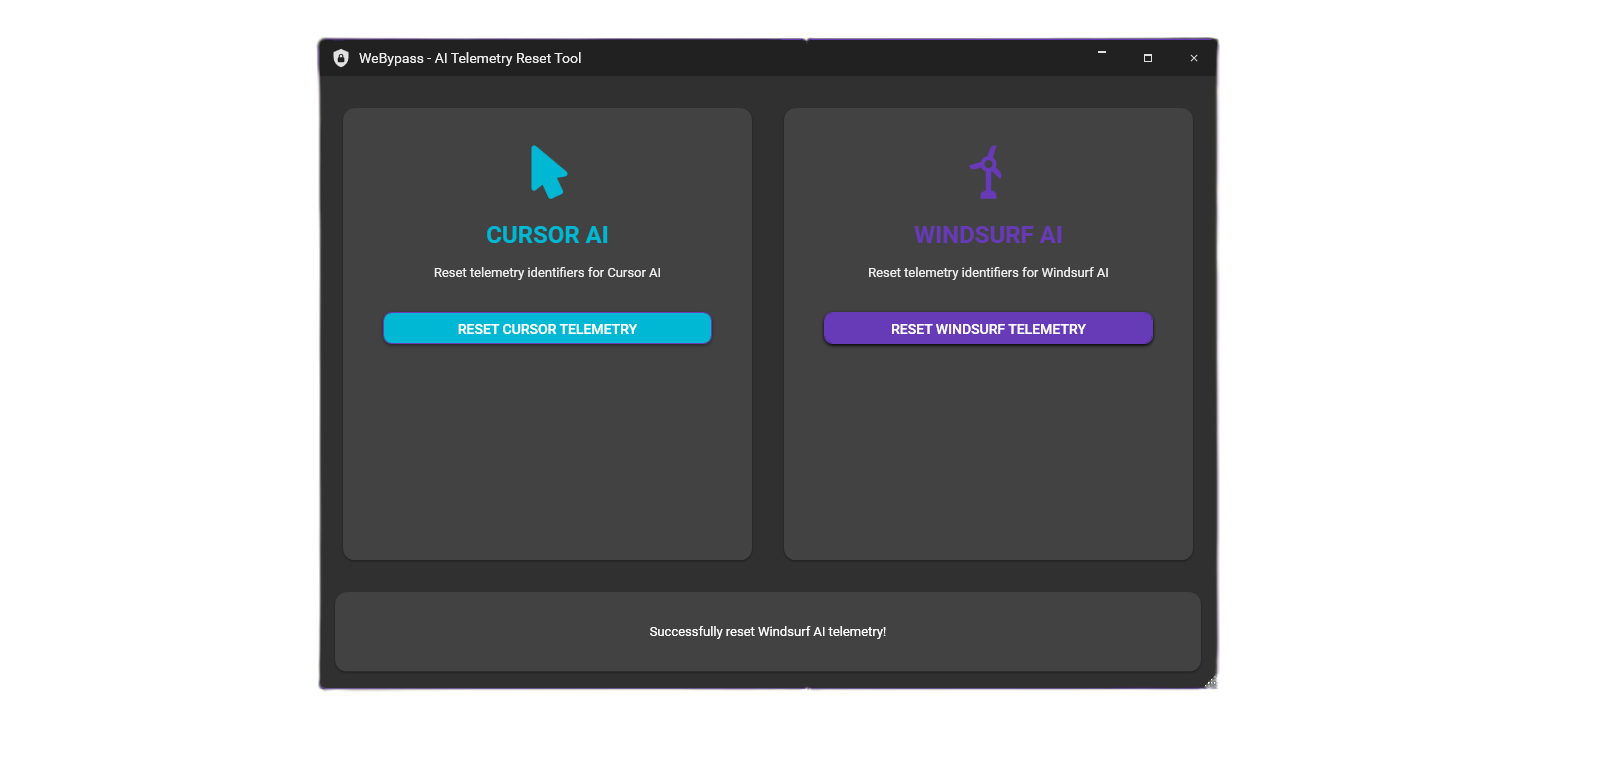 WeBypass - AI Telemetry Reset Tool
CURSOR AI
Reset telemetry identifiers for Cursor AI
RESET CURSOR TELEMETRY
WINDSURF AI
Reset telemetry identifiers for Windsurf AI
RESET WINDSURF TELEMETRY
Successfully reset Windsurf AI telemetry!